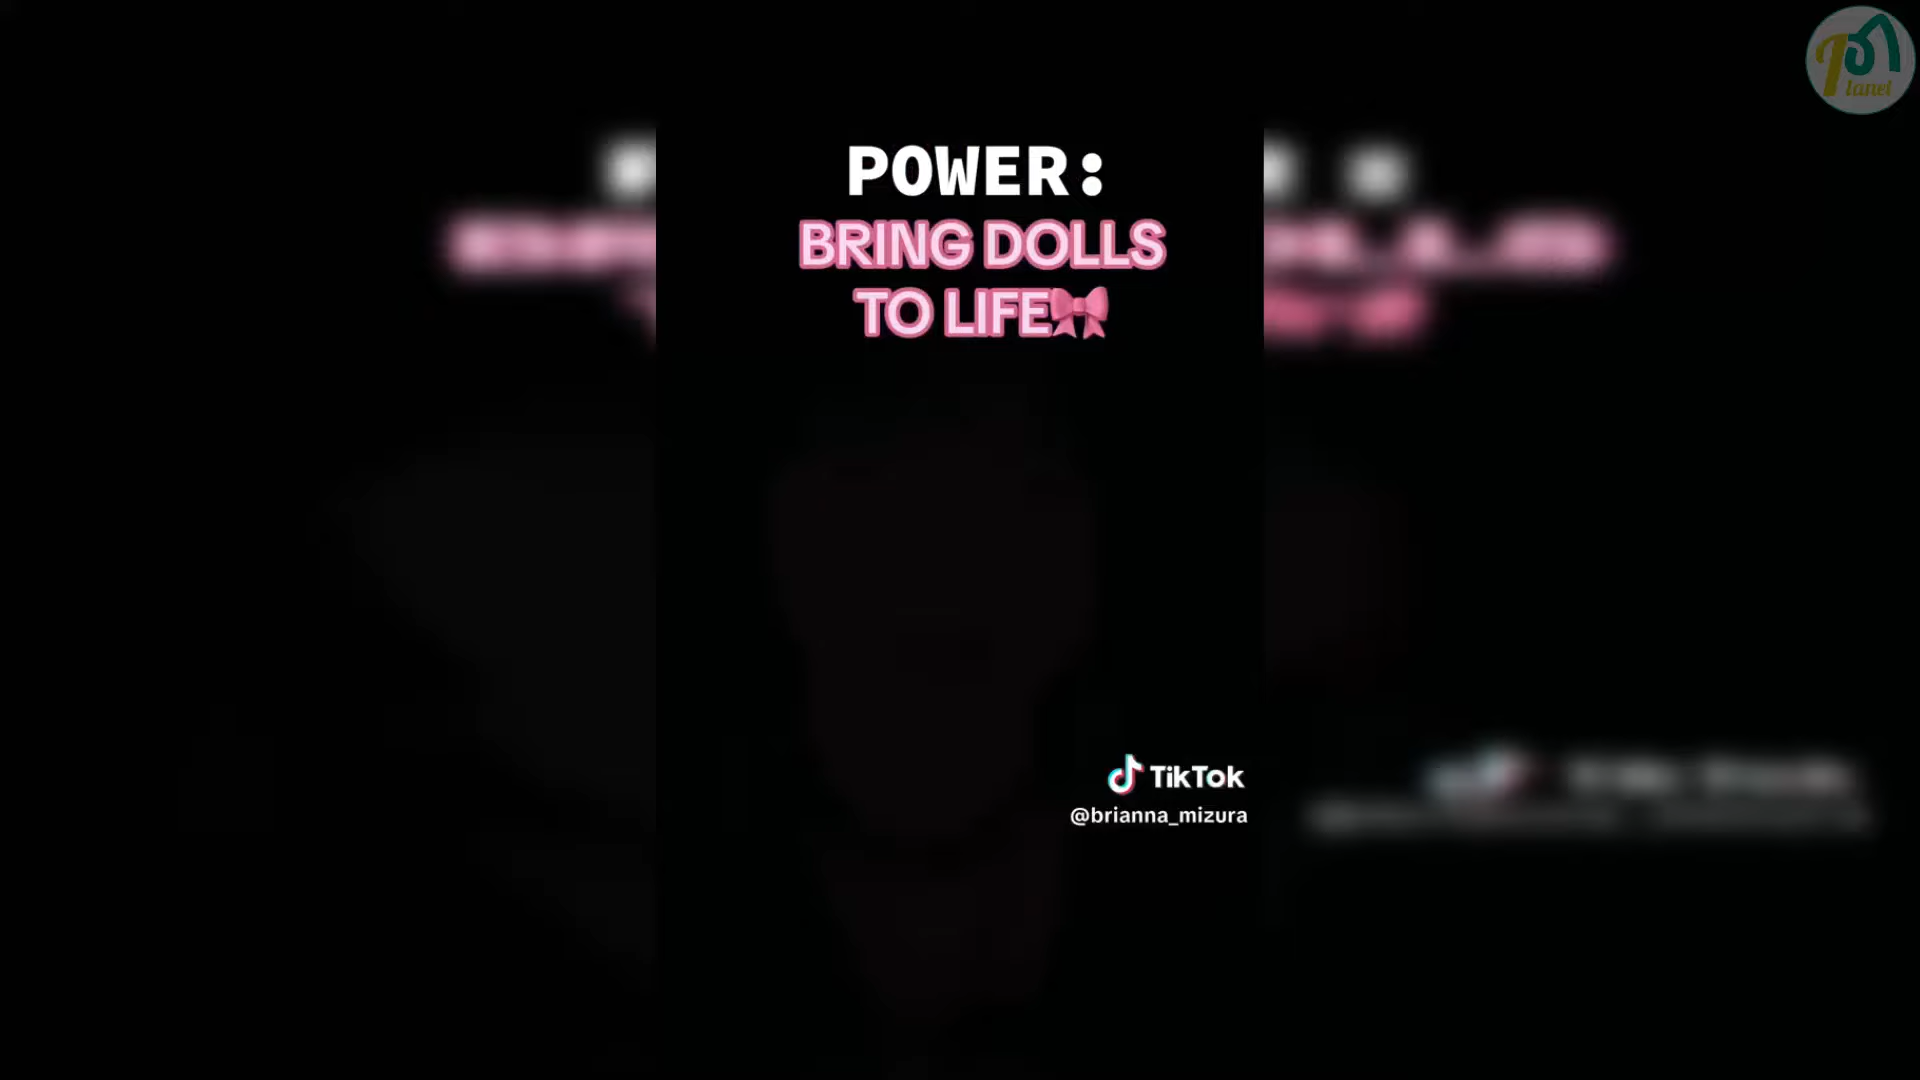 POWER:
BRING DOLLS
TO LIFE🎀
TikTok
@brianna_mizura